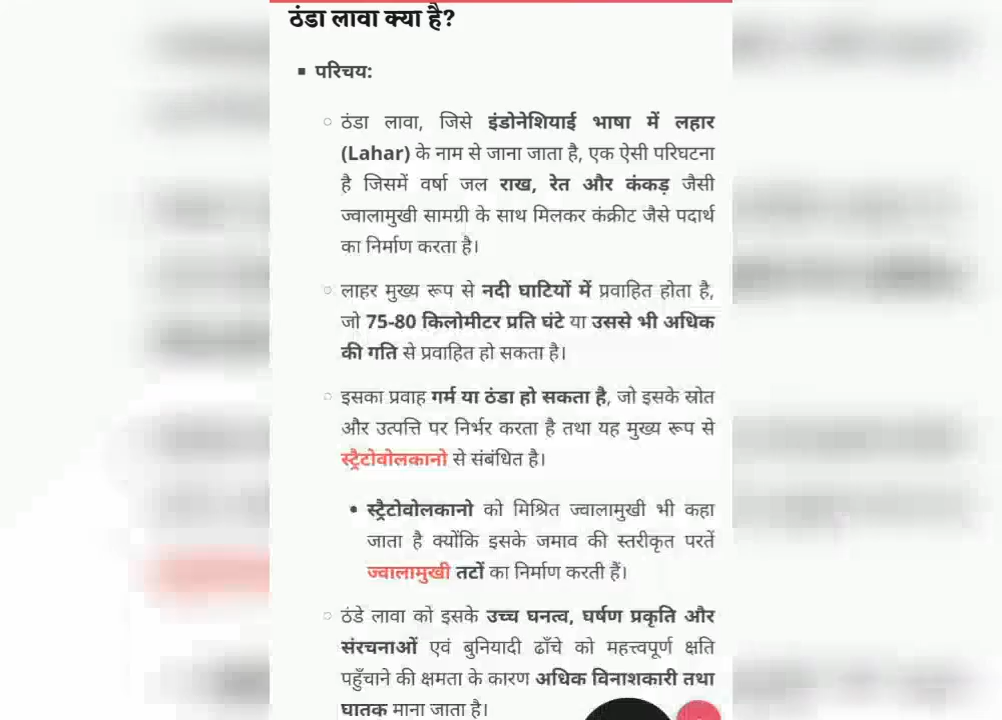 ठंडा लावा क्या है?
▪ परिचय:
○ ठंडा लावा, जिसे इंडोनेशियाई भाषा में लहार
(Lahar) के नाम से जाना जाता है, एक ऐसी परिघटना
है जिसमें वर्षा जल राख, रेत और कंकड़ जैसी
ज्वालामुखी सामग्री के साथ मिलकर कंक्रीट जैसे पदार्थ
का निर्माण करता है।
○ लाहर मुख्य रूप से नदी घाटियों में प्रवाहित होता है,
जो 75-80 किलोमीटर प्रति घंटे या उससे भी अधिक
की गति से प्रवाहित हो सकता है।
○ इसका प्रवाह गर्म या ठंडा हो सकता है, जो इसके स्रोत
और उत्पत्ति पर निर्भर करता है तथा यह मुख्य रूप से
स्ट्रैटोवोलकानो से संबंधित है।
• स्ट्रैटोवोलकानो को मिश्रित ज्वालामुखी भी कहा
जाता है क्योंकि इसके जमाव की स्तरीकृत परतें
ज्वालामुखी तटों का निर्माण करती हैं।
○ ठंडे लावा को इसके उच्च घनत्व, घर्षण प्रकृति और
संरचनाओं एवं बुनियादी ढाँचे को महत्त्वपूर्ण क्षति
पहुँचाने की क्षमता के कारण अधिक विनाशकारी तथा
घातक माना जाता है।